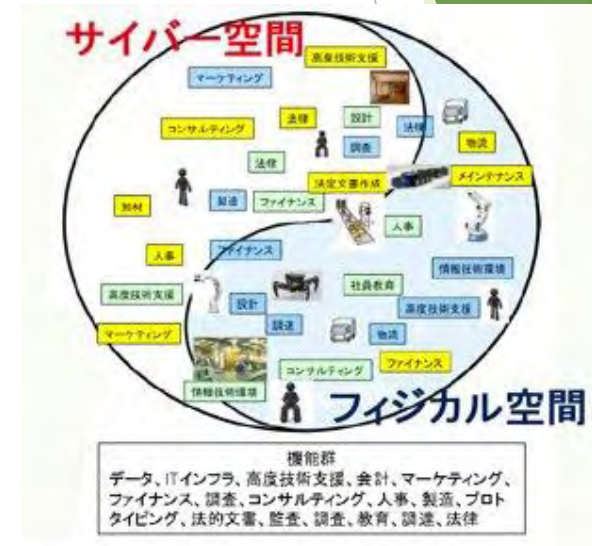 サイバー空間
高度技術支援
マーケティング
法律
設計
法律
コンサルティング
調査
物流
法律
法定文書作成
メインテナンス
製造
ファイナンス
人事
人事
ファイナンス
情報技術環境
高度技術支援
社員教育
設計
高度技術支援
マーケティング
調達
物流
コンサルティング
ファイナンス
情報技術環境
フィジカル空間
機能群
データ、ITインフラ、高度技術支援、会計、マーケティング、
ファイナンス、調査、コンサルティング、人事、製造、プロト
タイピング、法的文書、監査、調査、教育、調達、法律